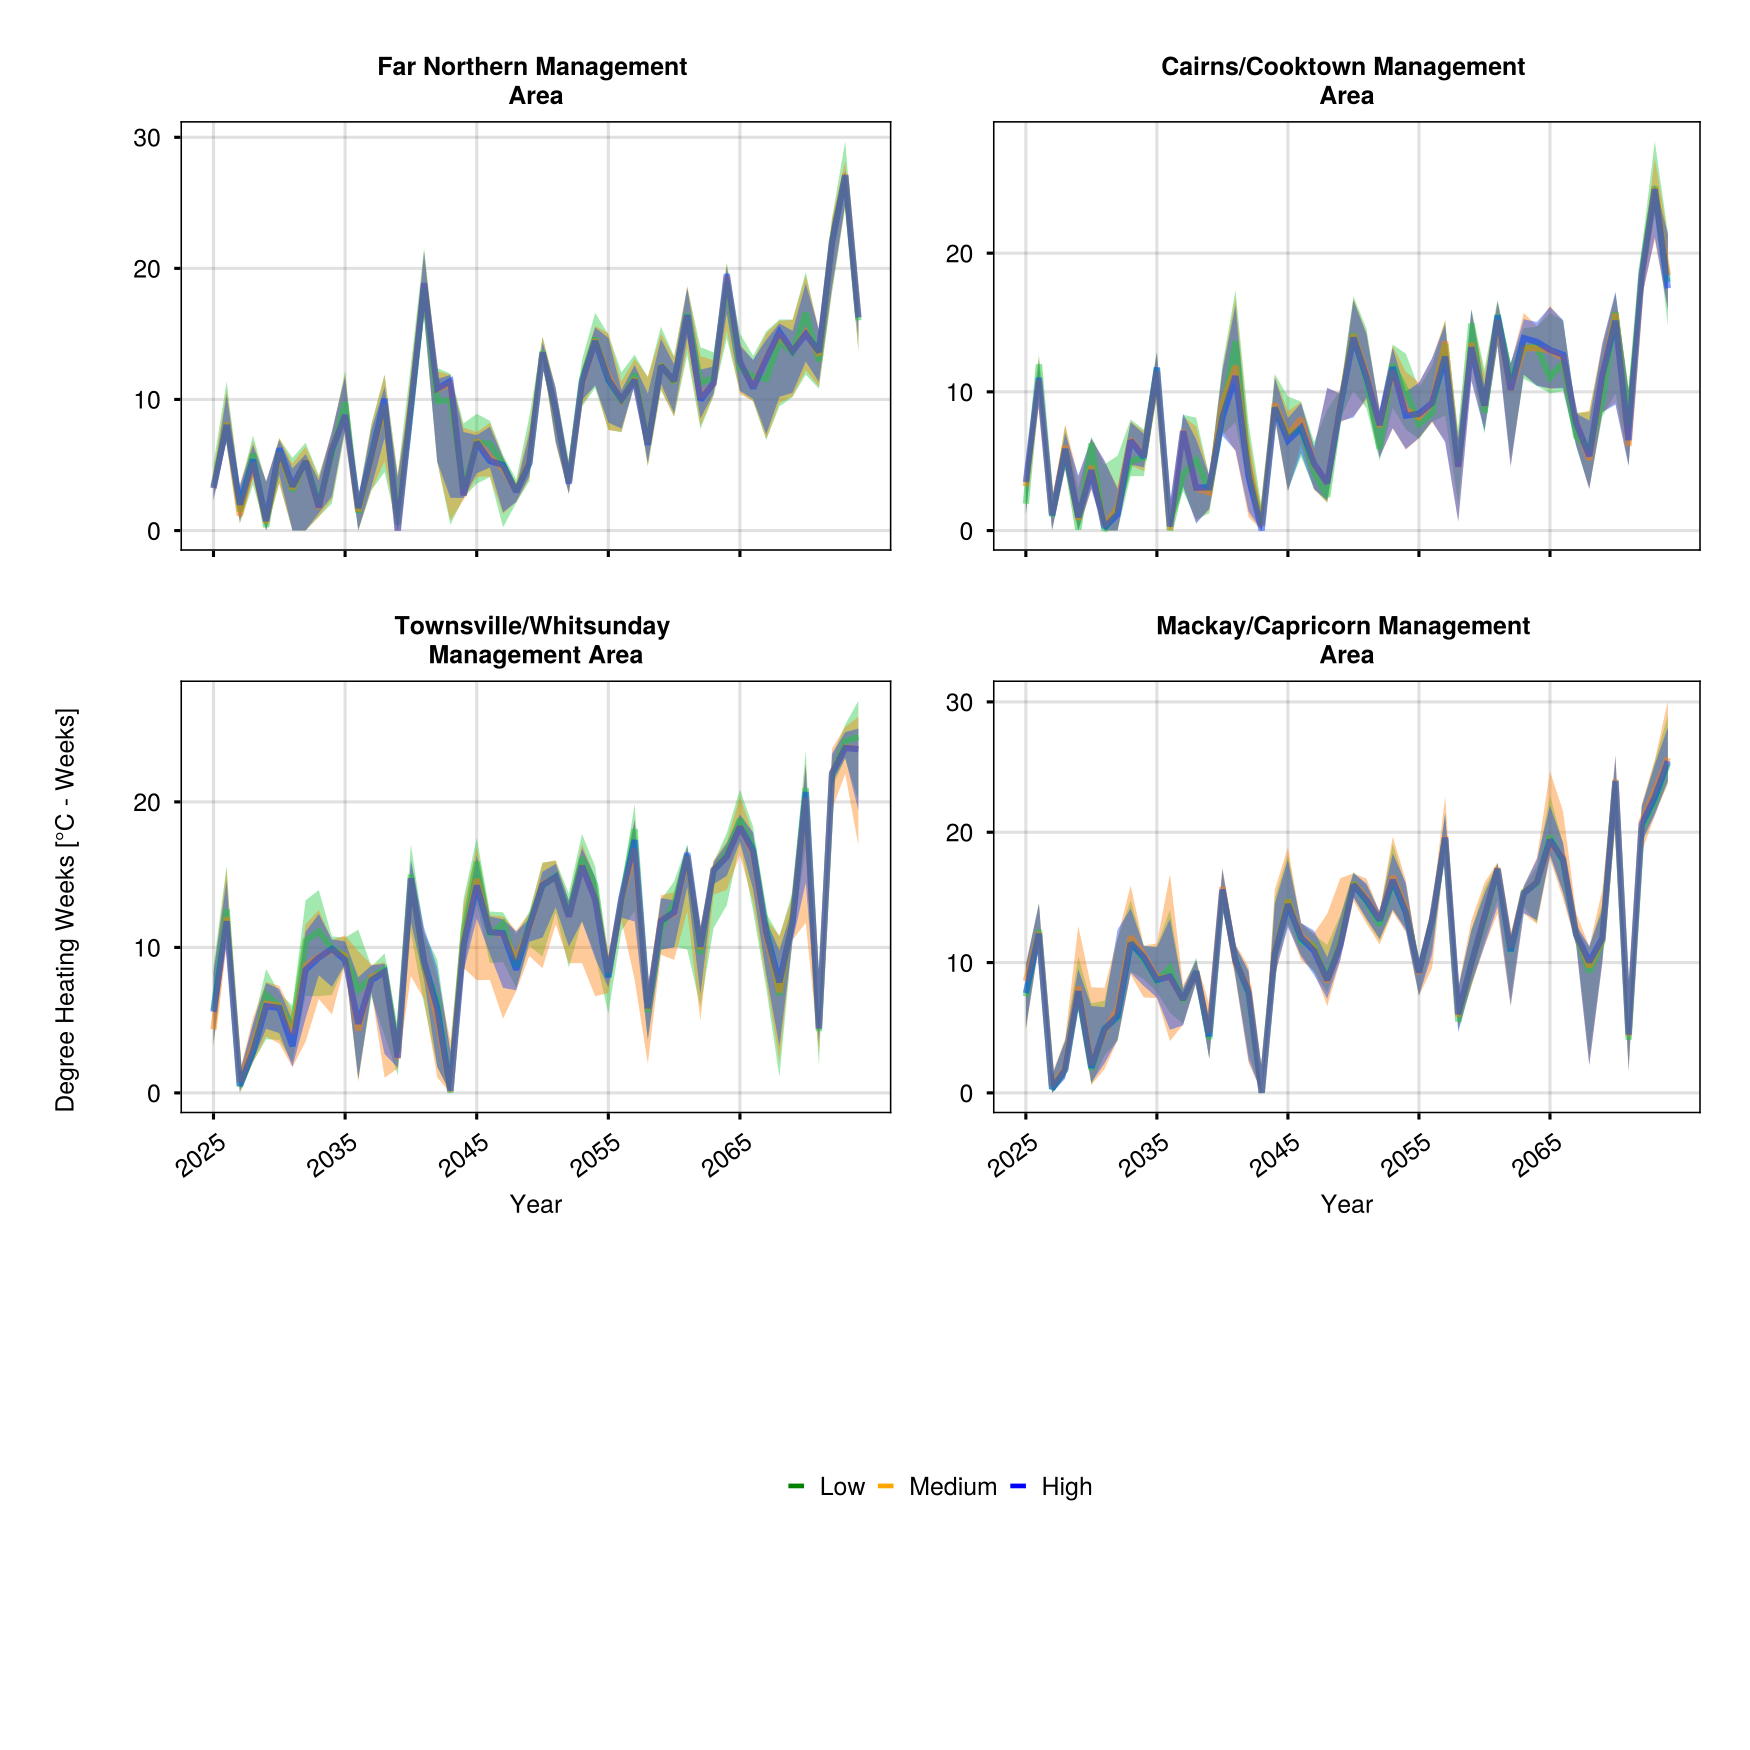 Far Northern Management
Area
Cairns/Cooktown Management
Area
30
20
10
0
20
10
0
Townsville/Whitsunday
Management Area
Mackay/Capricorn Management
Area
Degree Heating Weeks [°C - Weeks]
20
10
0
30
20
10
0
2025
2035
2045
2055
2065
2025
2035
2045
2055
2065
Year
Year
Low
Medium
High